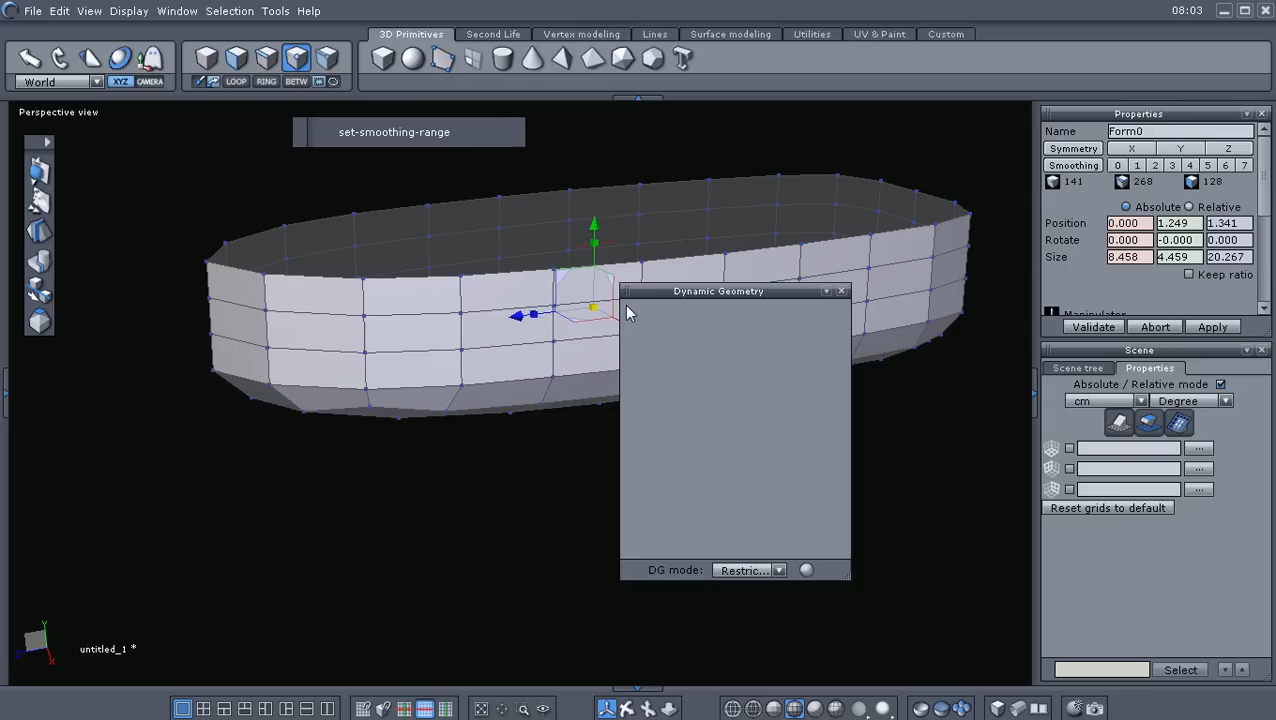 File Edit View Display Window Selection Tools Help
08:03
3D Primitives Second Life Vertex modeling Lines Surface modeling Utilities UV & Paint Custom
World XYZ CAMERA LOOP RING BETW
Perspective view
set-smoothing-range
Properties
Name Form0
Symmetry X Y Z
Smoothing 0 1 2 3 4 5 6 7
141 268 128
Absolute Relative
Position 0.000 1.249 1.341
Rotate 0.000 -0.000 0.000
Size 8.458 4.459 20.267
Keep ratio
Manipulator
Validate Abort Apply
Scene
Scene tree Properties
Absolute / Relative mode
cm Degree
...
...
...
Reset grids to default
Dynamic Geometry
DG mode: Restric...
Y
Z
X
untitled_1 *
Select